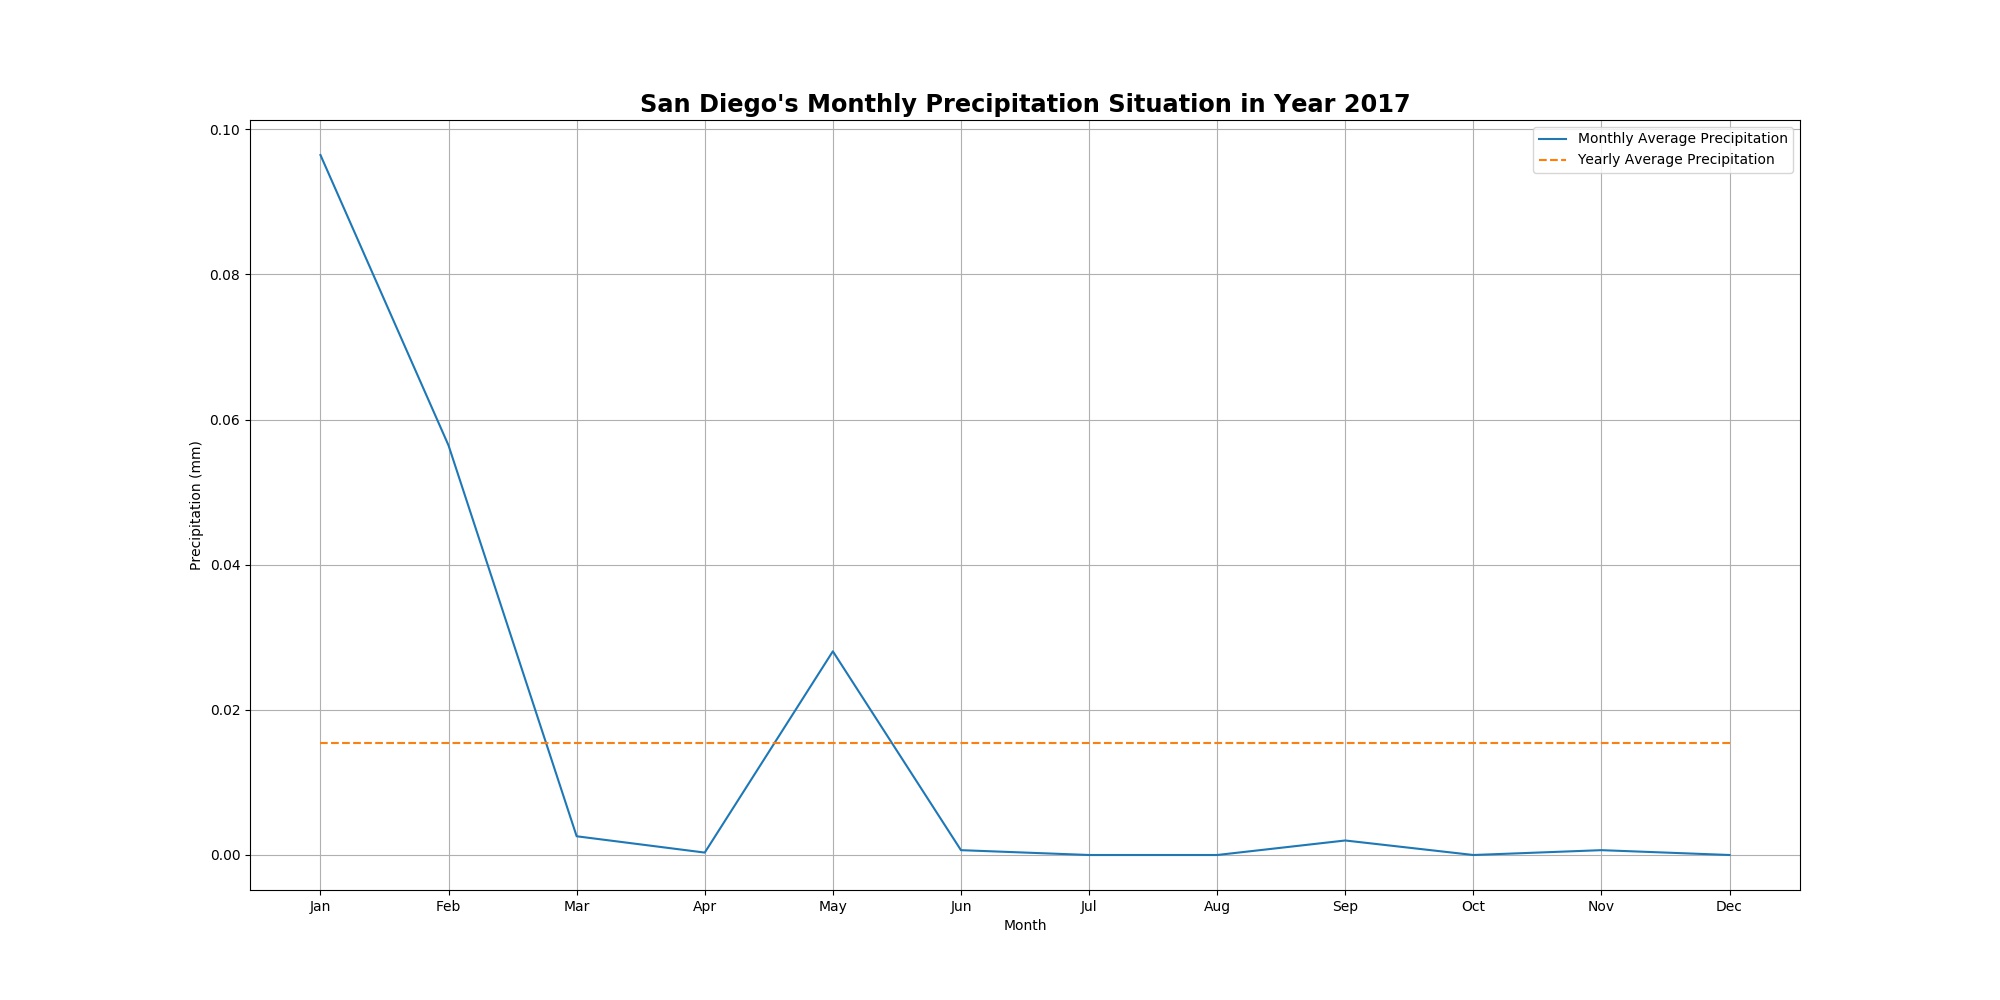 San Diego's Monthly Precipitation Situation in Year 2017
Monthly Average Precipitation
Yearly Average Precipitation
0.10
0.08
0.06
0.04
0.02
0.00
Precipitation (mm)
Jan Feb Mar Apr May Jun Jul Aug Sep Oct Nov Dec
Month